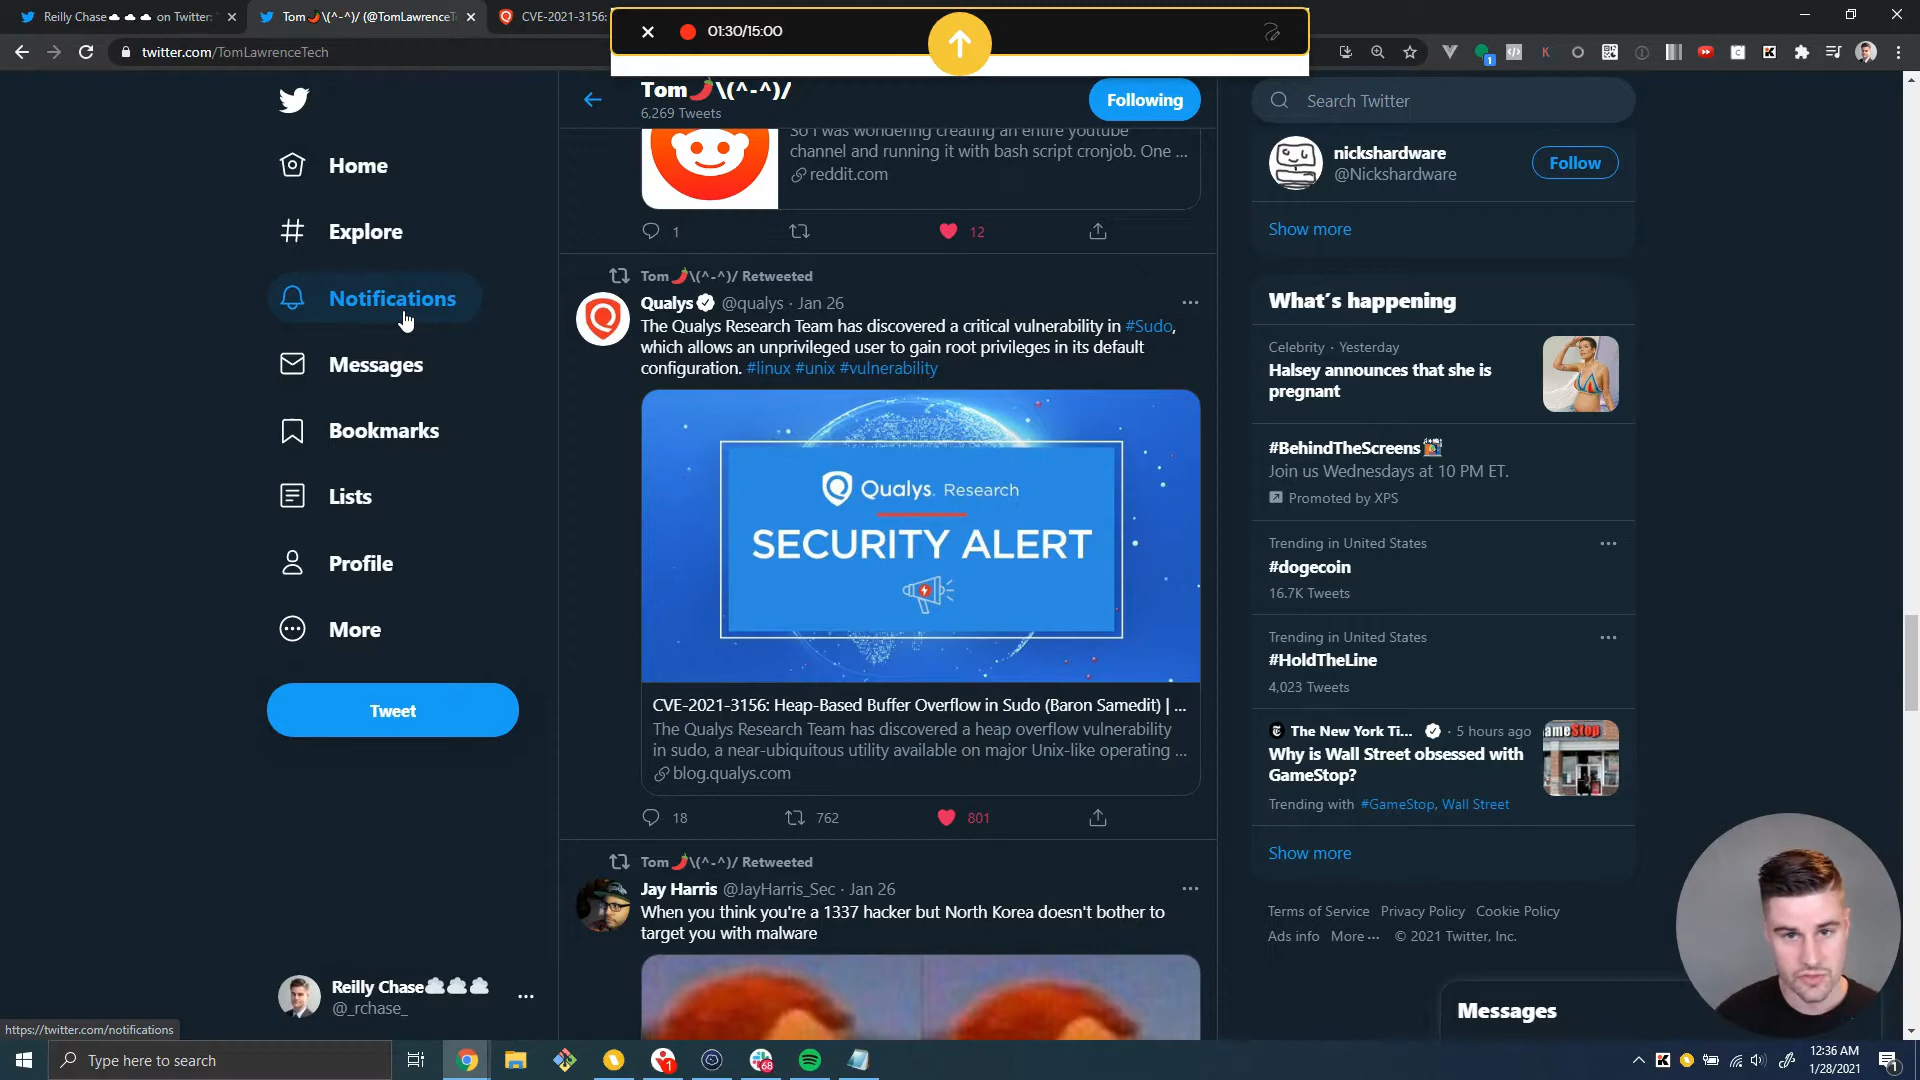 Reilly Chase☁☁☁ on Twitter:
Tom🌶\(^-^)/ (@TomLawrenceTe
CVE-2021-3156:
01:30/15:00
twitter.com/TomLawrenceTech
Tom🌶\(^-^)/
6,269 Tweets
Following
Home
Explore
Notifications
Messages
Bookmarks
Lists
Profile
More
Tweet
Reilly Chase☁☁☁
@_rchase_
https://twitter.com/notifications
So I was wondering creating an entire youtube
channel and running it with bash script cronjob. One ...
reddit.com
1
12
Tom🌶\(^-^)/ Retweeted
Qualys @qualys · Jan 26
The Qualys Research Team has discovered a critical vulnerability in #Sudo,
which allows an unprivileged user to gain root privileges in its default
configuration. #linux #unix #vulnerability
Qualys. Research
SECURITY ALERT
CVE-2021-3156: Heap-Based Buffer Overflow in Sudo (Baron Samedit) | ...
The Qualys Research Team has discovered a heap overflow vulnerability
in sudo, a near-ubiquitous utility available on major Unix-like operating ...
blog.qualys.com
18
762
801
Tom🌶\(^-^)/ Retweeted
Jay Harris @JayHarris_Sec · Jan 26
When you think you're a 1337 hacker but North Korea doesn't bother to
target you with malware
Search Twitter
nickshardware
@Nickshardware
Follow
Show more
What's happening
Celebrity · Yesterday
Halsey announces that she is
pregnant
#BehindTheScreens
Join us Wednesdays at 10 PM ET.
Promoted by XPS
Trending in United States
#dogecoin
16.7K Tweets
Trending in United States
#HoldTheLine
4,023 Tweets
The New York Ti... · 5 hours ago
Why is Wall Street obsessed with
GameStop?
Trending with #GameStop, Wall Street
ameStop
Show more
Terms of Service Privacy Policy Cookie Policy
Ads info More ··· © 2021 Twitter, Inc.
Messages
Type here to search
1
68
12:36 AM
1/28/2021
1